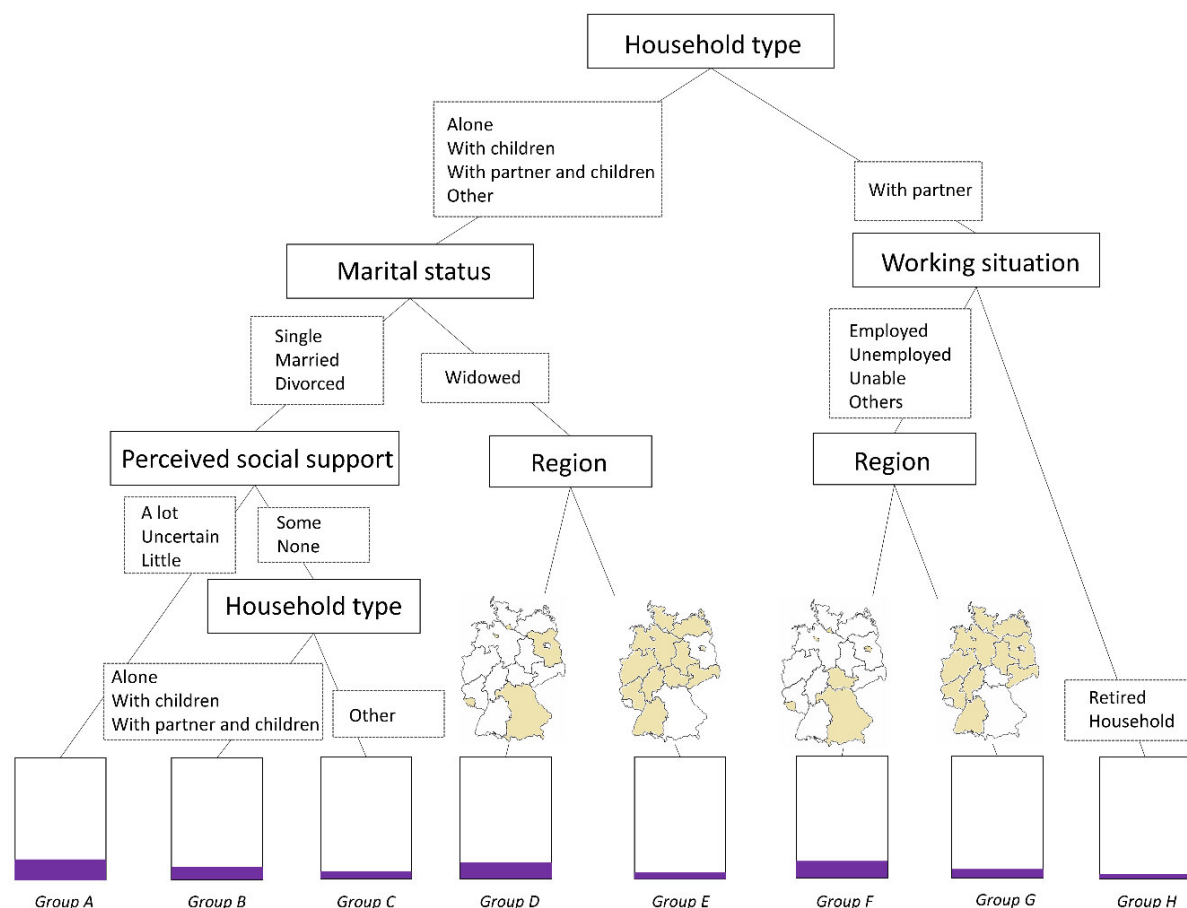 Household type
Alone
With children
With partner and children
Other
With partner
Marital status
Working situation
Single
Married
Divorced
Widowed
Employed
Unemployed
Unable
Others
Perceived social support
Region
Region
A lot
Uncertain
Little
Some
None
Household type
Alone
With children
With partner and children
Other
Retired
Household
Group A
Group B
Group C
Group D
Group E
Group F
Group G
Group H